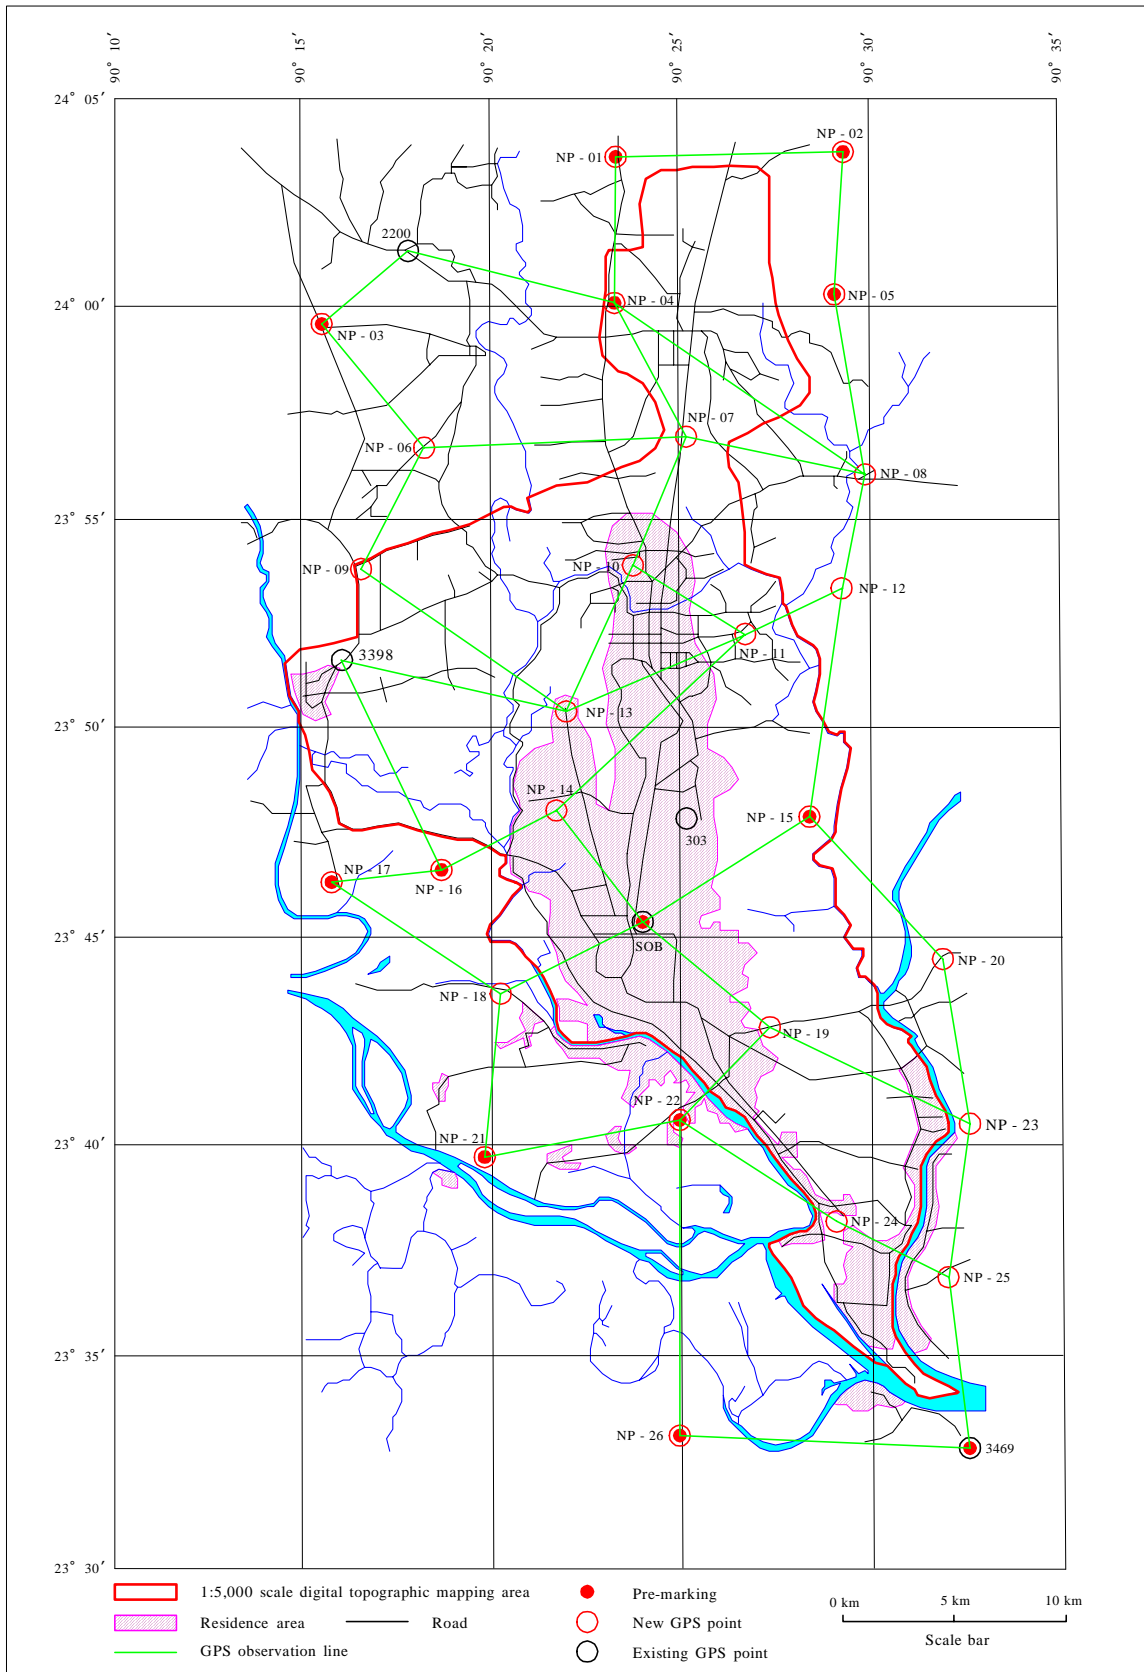 90° 10′
90° 15′
90° 20′
90° 25′
90° 30′
90° 35′
24° 05′
NP - 02
NP - 01
2200
NP - 05
NP - 04
24° 00′
NP - 03
NP - 07
NP - 06
NP - 08
23° 55′
NP - 10
NP - 09
NP - 12
NP - 11
3398
NP - 13
23° 50′
NP - 14
NP - 15
303
NP - 17
NP - 16
23° 45′
SOB
NP - 20
NP - 18
NP - 19
NP - 22
NP - 23
NP - 21
23° 40′
NP - 24
NP - 25
23° 35′
NP - 26
3469
23° 30′
1:5,000 scale digital topographic mapping area
Pre-marking
0 km 5 km 10 km
Residence area
Road
New GPS point
Scale bar
GPS observation line
Existing GPS point